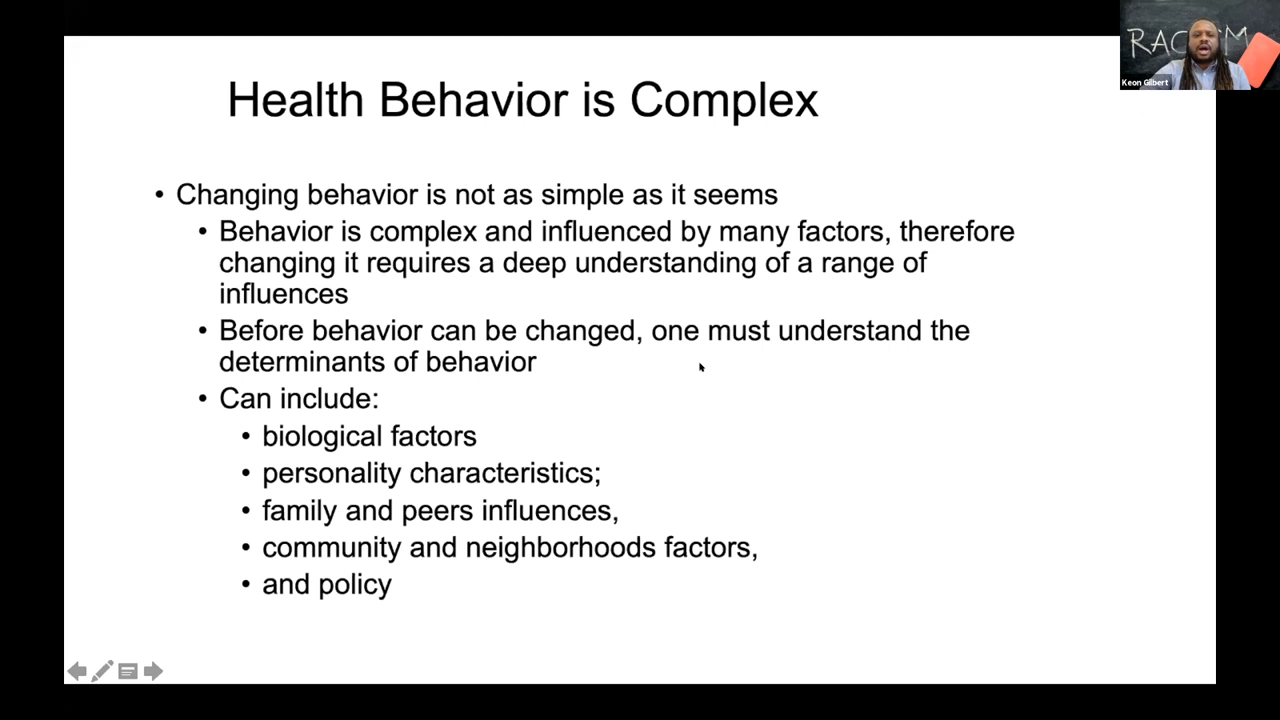 Health Behavior is Complex
• Changing behavior is not as simple as it seems
• Behavior is complex and influenced by many factors, therefore
changing it requires a deep understanding of a range of
influences
• Before behavior can be changed, one must understand the
determinants of behavior
• Can include:
• biological factors
• personality characteristics;
• family and peers influences,
• community and neighborhoods factors,
• and policy
Keon Gilbert